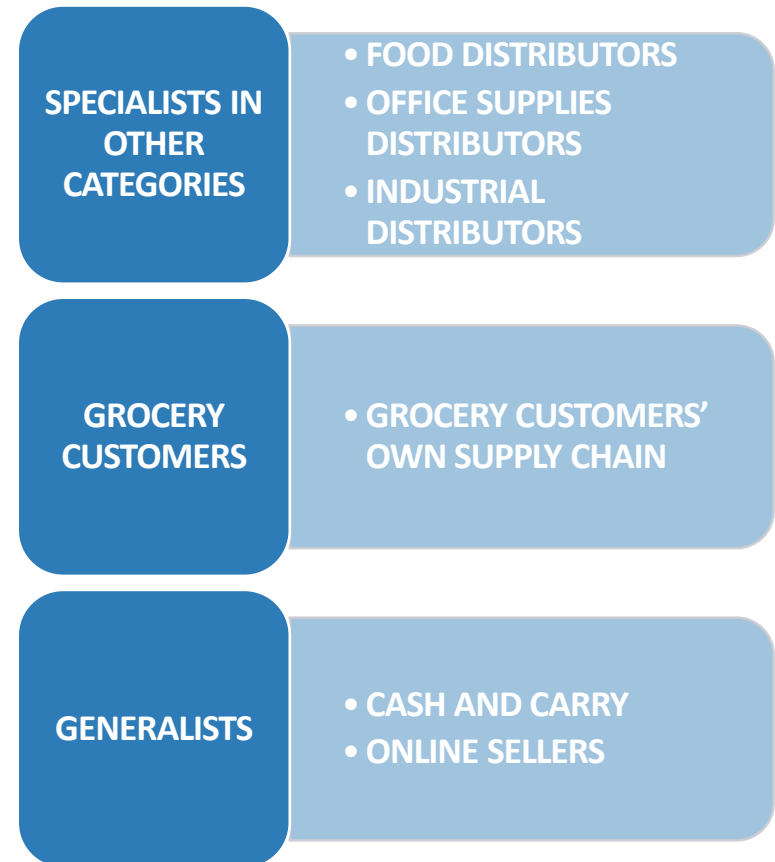 SPECIALISTS IN
OTHER
CATEGORIES
• FOOD DISTRIBUTORS
• OFFICE SUPPLIES
DISTRIBUTORS
• INDUSTRIAL
DISTRIBUTORS
GROCERY
CUSTOMERS
• GROCERY CUSTOMERS’
OWN SUPPLY CHAIN
GENERALISTS
• CASH AND CARRY
• ONLINE SELLERS